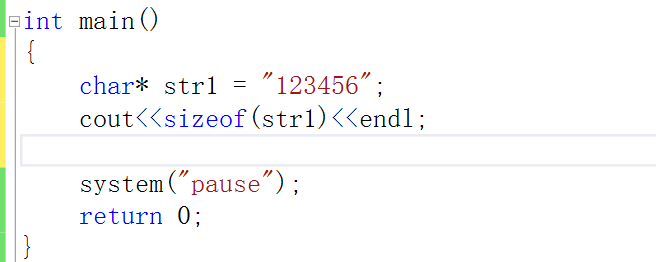 int main()
{
    char* str1 = "123456";
    cout<<sizeof(str1)<<endl;

    system("pause");
    return 0;
}